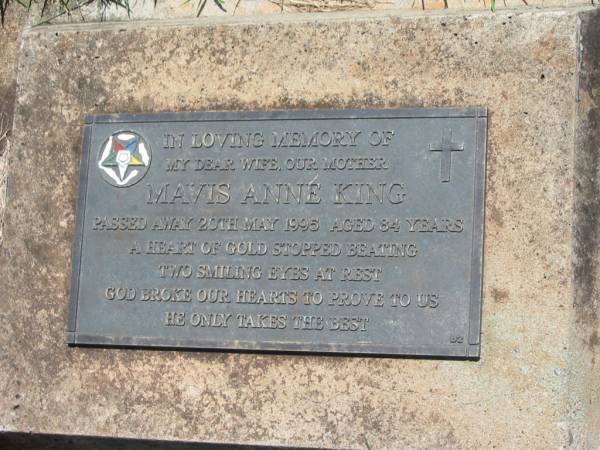 IN LOVING MEMORY OF
MY DEAR WIFE, OUR MOTHER
MAVIS ANNE KING
PASSED AWAY 20TH MAY 1995 AGED 84 YEARS
A HEART OF GOLD STOPPED BEATING
TWO SMILING EYES AT REST
GOD BROKE OUR HEARTS TO PROVE TO US
HE ONLY TAKES THE BEST